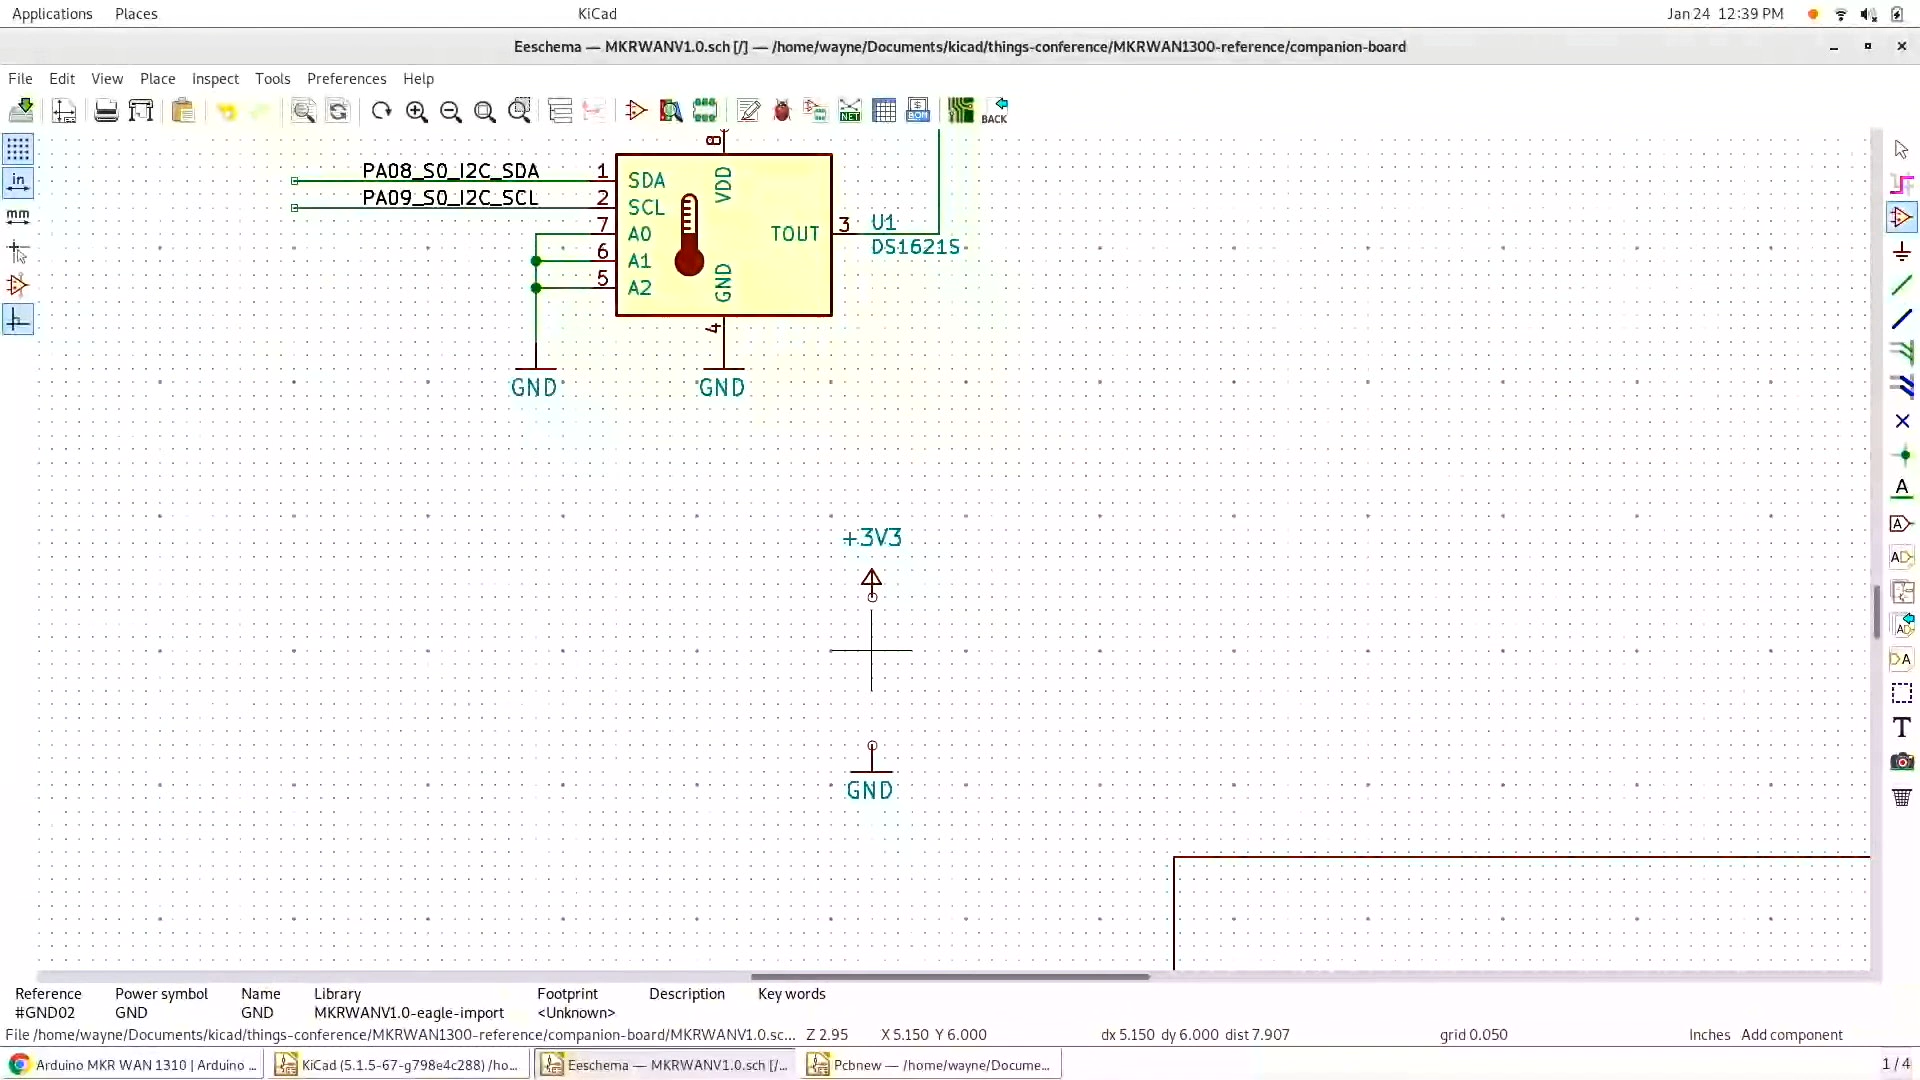 Applications Places KiCad Jan 24 12:39 PM
Eeschema — MKRWANV1.0.sch [/] — /home/wayne/Documents/kicad/things-conference/MKRWAN1300-reference/companion-board
File Edit View Place Inspect Tools Preferences Help
NET BOM BACK
in
mm
PA08_S0_I2C_SDA 1 SDA
PA09_S0_I2C_SCL 2 SCL
7 A0
6 A1
5 A2
8 VDD
TOUT 3
GND 4
U1
DS1621S
GND GND
+3V3
GND
A
A
AD
AD
DA
T
Reference Power symbol Name Library Footprint Description Key words
#GND02 GND GND MKRWANV1.0-eagle-import <Unknown>
File /home/wayne/Documents/kicad/things-conference/MKRWAN1300-reference/companion-board/MKRWANV1.0.sc... Z 2.95 X 5.150 Y 6.000 dx 5.150 dy 6.000 dist 7.907 grid 0.050 Inches Add component
Arduino MKR WAN 1310 | Arduino ... KiCad (5.1.5-67-g798e4c288) /ho... Eeschema — MKRWANV1.0.sch [/... Pcbnew — /home/wayne/Docume... 1 / 4